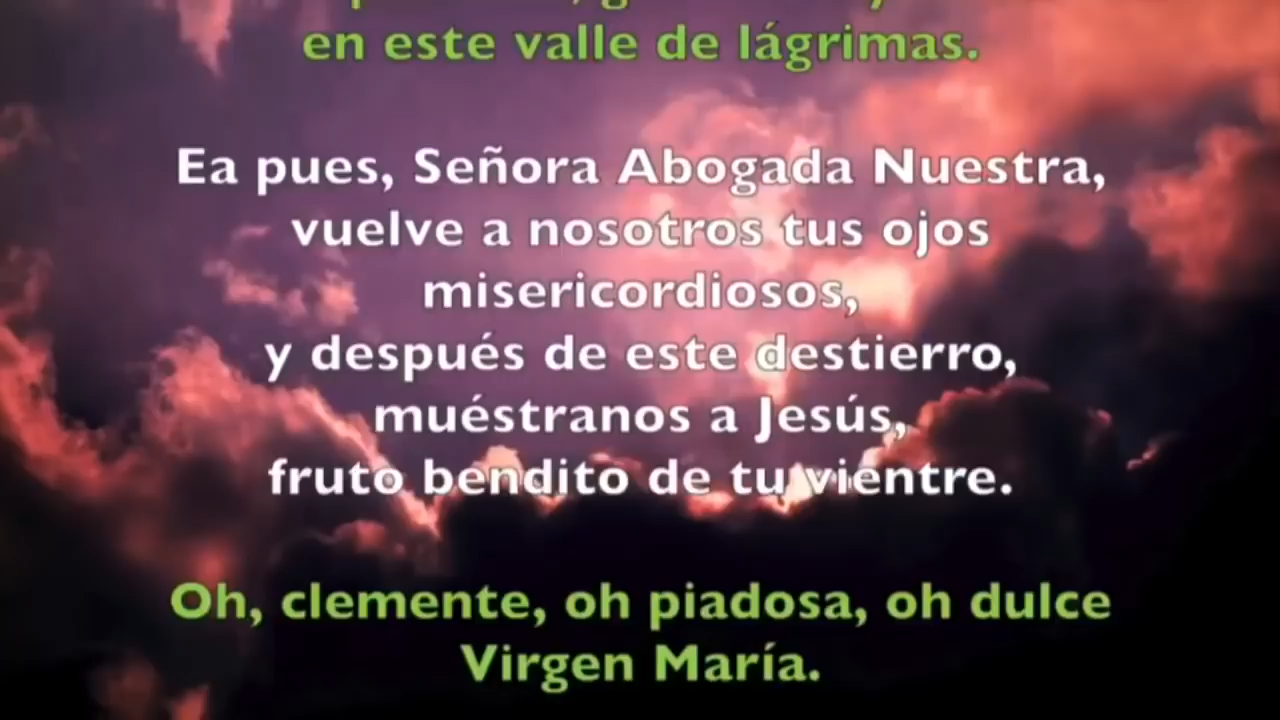 en este valle de lágrimas.
Ea pues, Señora Abogada Nuestra,
vuelve a nosotros tus ojos
misericordiosos,
y después de este destierro,
muéstranos a Jesús,
fruto bendito de tu vientre.
Oh, clemente, oh piadosa, oh dulce
Virgen María.